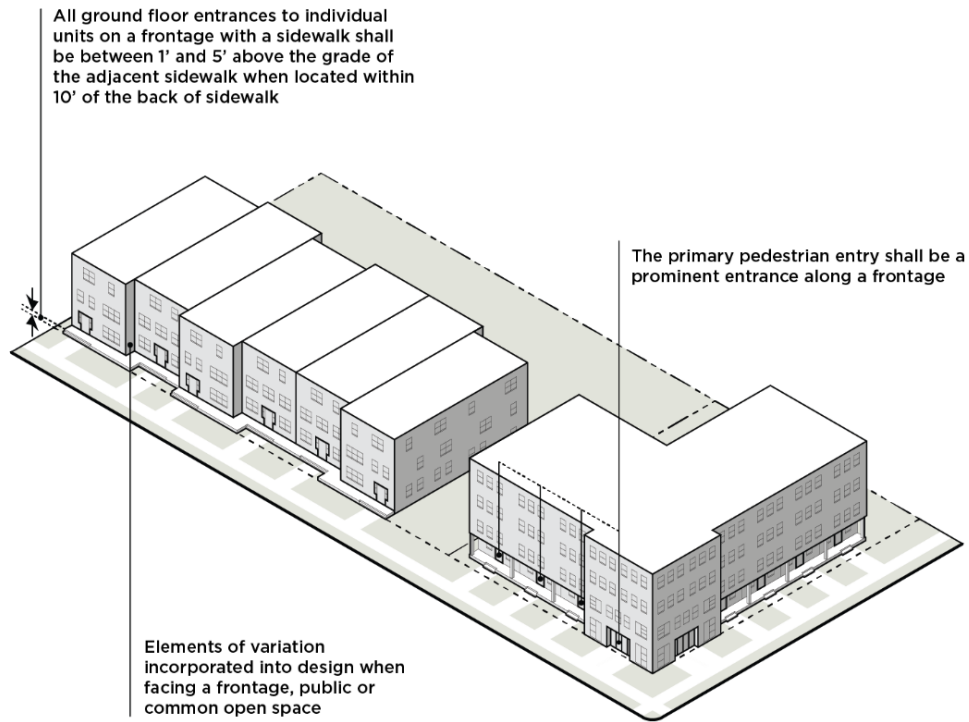 All ground floor entrances to individual
units on a frontage with a sidewalk shall
be between 1’ and 5’ above the grade of
the adjacent sidewalk when located within
10’ of the back of sidewalk
The primary pedestrian entry shall be a
prominent entrance along a frontage
Elements of variation
incorporated into design when
facing a frontage, public or
common open space